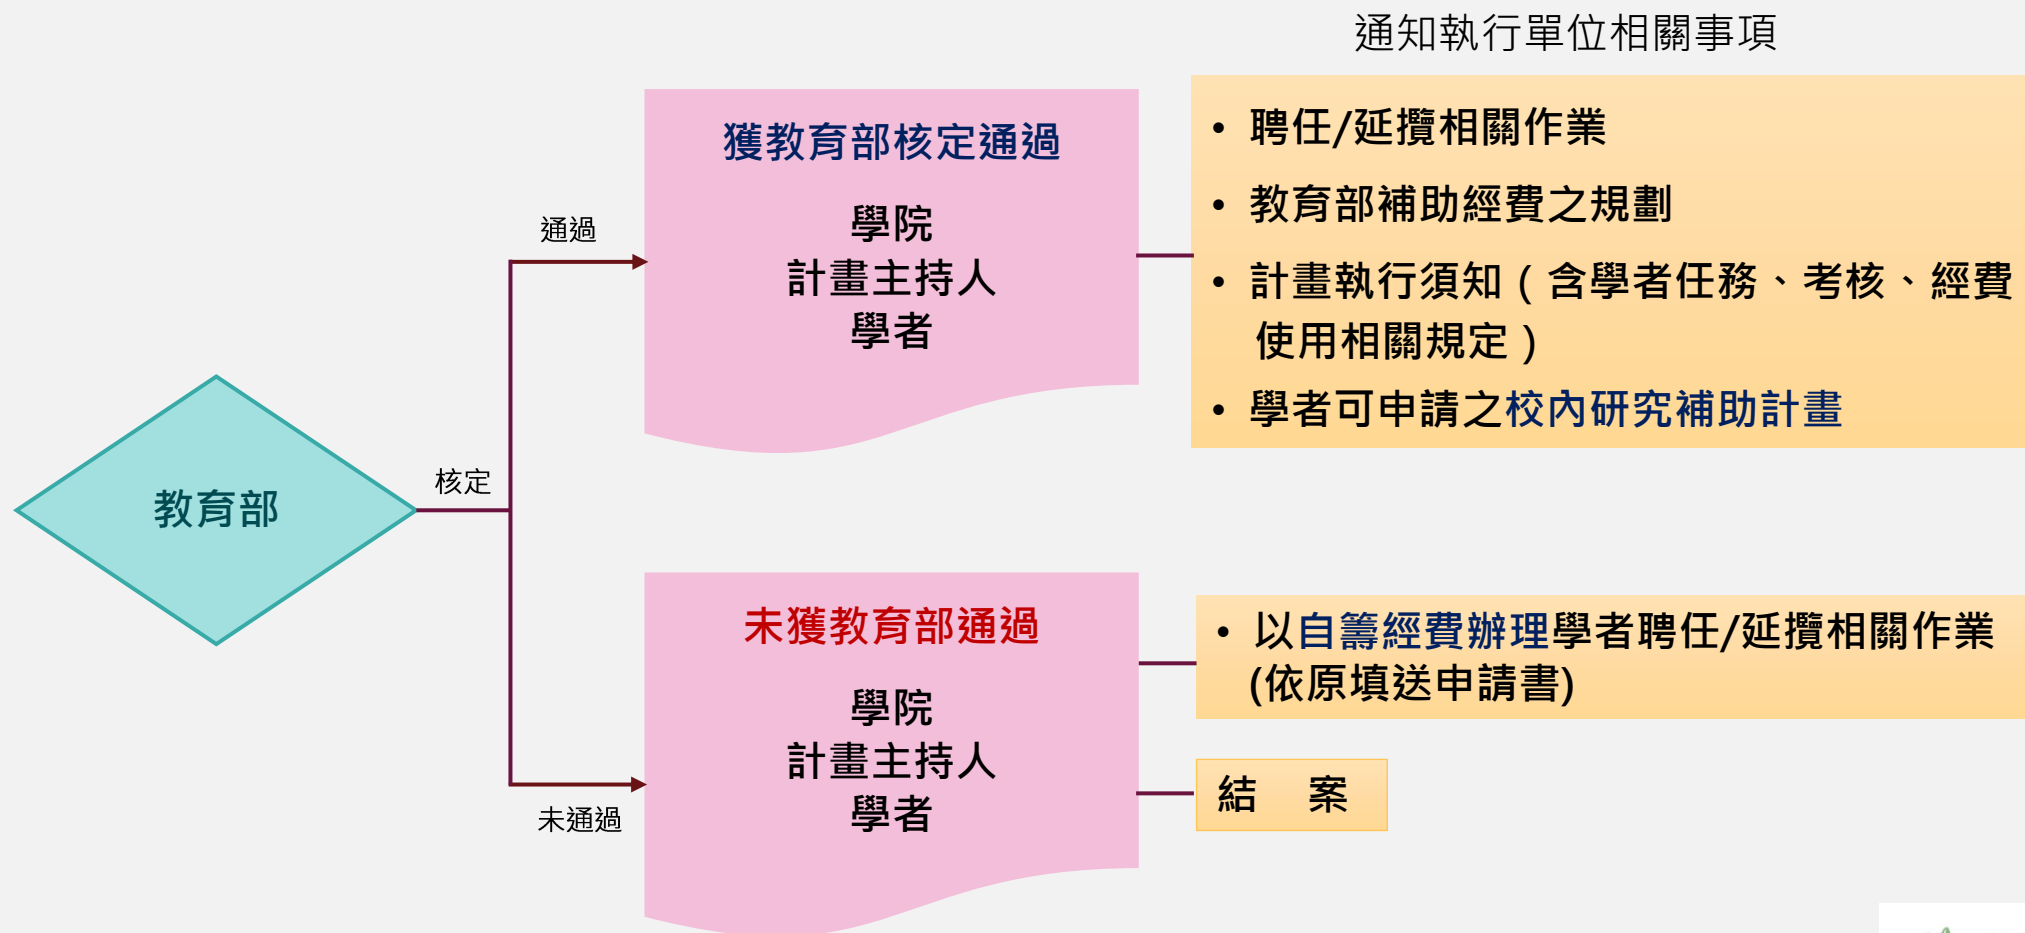 通知執行單位相關事項
獲教育部核定通過
學院
計畫主持人
學者
• 聘任/延攬相關作業
• 教育部補助經費之規劃
• 計畫執行須知（含學者任務、考核、經費
使用相關規定）
• 學者可申請之校內研究補助計畫
通過
核定
教育部
未通過
未獲教育部通過
學院
計畫主持人
學者
• 以自籌經費辦理學者聘任/延攬相關作業
(依原填送申請書)
結 案